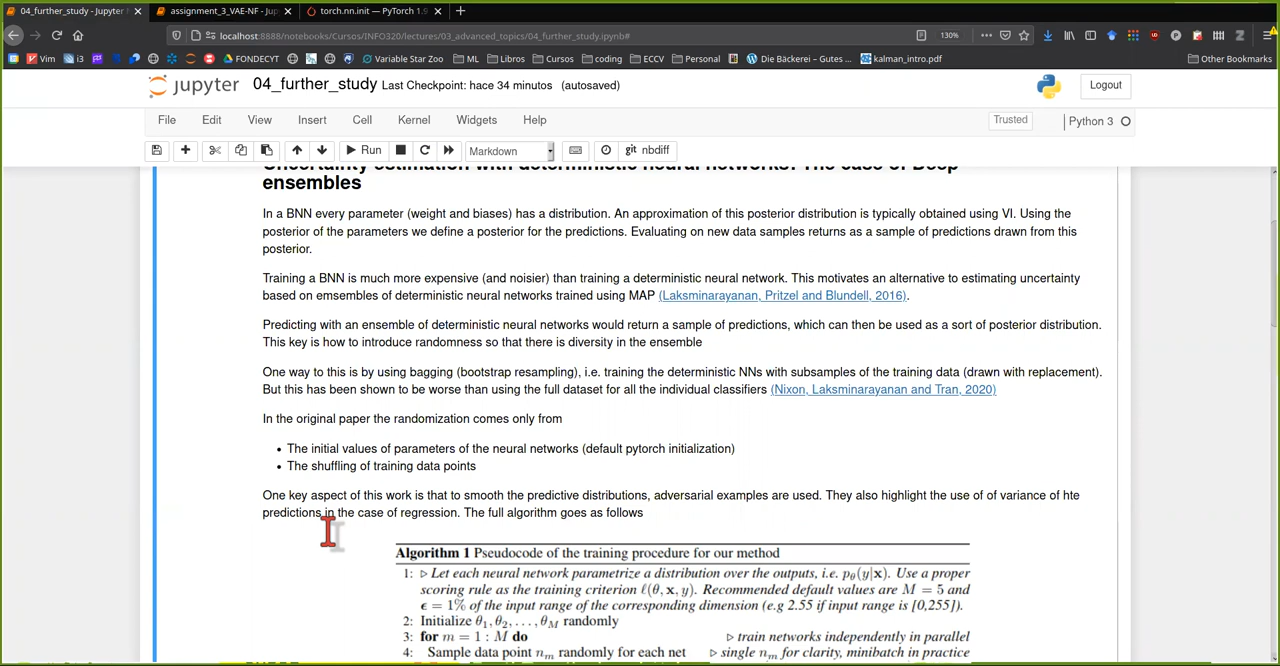 04_further_study - Jupyter N
assignment_3_VAE-NF - Jup
torch.nn.init — PyTorch 1.9
localhost:8888/notebooks/Cursos/INFO320/lectures/03_advanced_topics/04_further_study.ipynb#
130%
Vim
i3
FONDECYT
Variable Star Zoo
ML
Libros
Cursos
coding
ECCV
Personal
Die Bäckerei – Gutes ...
kalman_intro.pdf
Other Bookmarks
jupyter
04_further_study Last Checkpoint: hace 34 minutos (autosaved)
Logout
File Edit View Insert Cell Kernel Widgets Help
Trusted
Python 3
Run
Markdown
git nbdiff
Uncertainty estimation with deterministic neural networks: The case of Deep
ensembles
In a BNN every parameter (weight and biases) has a distribution. An approximation of this posterior distribution is typically obtained using VI. Using the
posterior of the parameters we define a posterior for the predictions. Evaluating on new data samples returns as a sample of predictions drawn from this
posterior.
Training a BNN is much more expensive (and noisier) than training a deterministic neural network. This motivates an alternative to estimating uncertainty
based on emsembles of deterministic neural networks trained using MAP (Laksminarayanan, Pritzel and Blundell, 2016).
Predicting with an ensemble of deterministic neural networks would return a sample of predictions, which can then be used as a sort of posterior distribution.
This key is how to introduce randomness so that there is diversity in the ensemble
One way to this is by using bagging (bootstrap resampling), i.e. training the deterministic NNs with subsamples of the training data (drawn with replacement).
But this has been shown to be worse than using the full dataset for all the individual classifiers (Nixon, Laksminarayanan and Tran, 2020)
In the original paper the randomization comes only from
• The initial values of parameters of the neural networks (default pytorch initialization)
• The shuffling of training data points
One key aspect of this work is that to smooth the predictive distributions, adversarial examples are used. They also highlight the use of of variance of hte
predictions in the case of regression. The full algorithm goes as follows
Algorithm 1 Pseudocode of the training procedure for our method
1: ▷ Let each neural network parametrize a distribution over the outputs, i.e. pθ(y|x). Use a proper
scoring rule as the training criterion ℓ(θ, x, y). Recommended default values are M = 5 and
ϵ = 1% of the input range of the corresponding dimension (e.g 2.55 if input range is [0,255]).
2: Initialize θ1, θ2, . . . , θM randomly
3: for m = 1 : M do ▷ train networks independently in parallel
4: Sample data point nm randomly for each net ▷ single nm for clarity, minibatch in practice